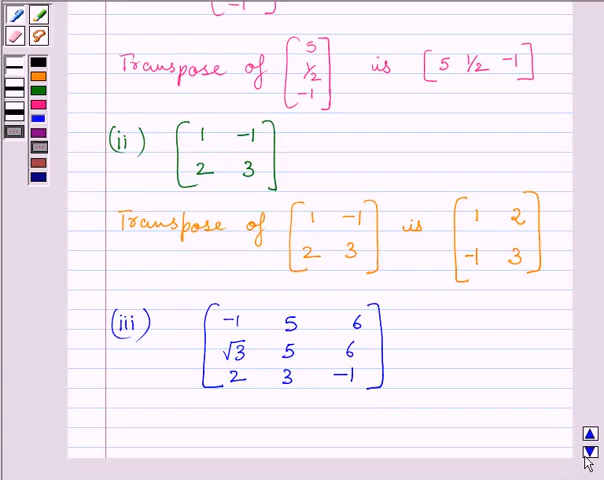 -1
Transpose of [5 1/2 -1] is [5 1/2 -1]
(ii) [1 -1
2 3]
Transpose of [1 -1 is [1 2
2 3] -1 3]
(iii) [-1 5 6
√3 5 6
2 3 -1]